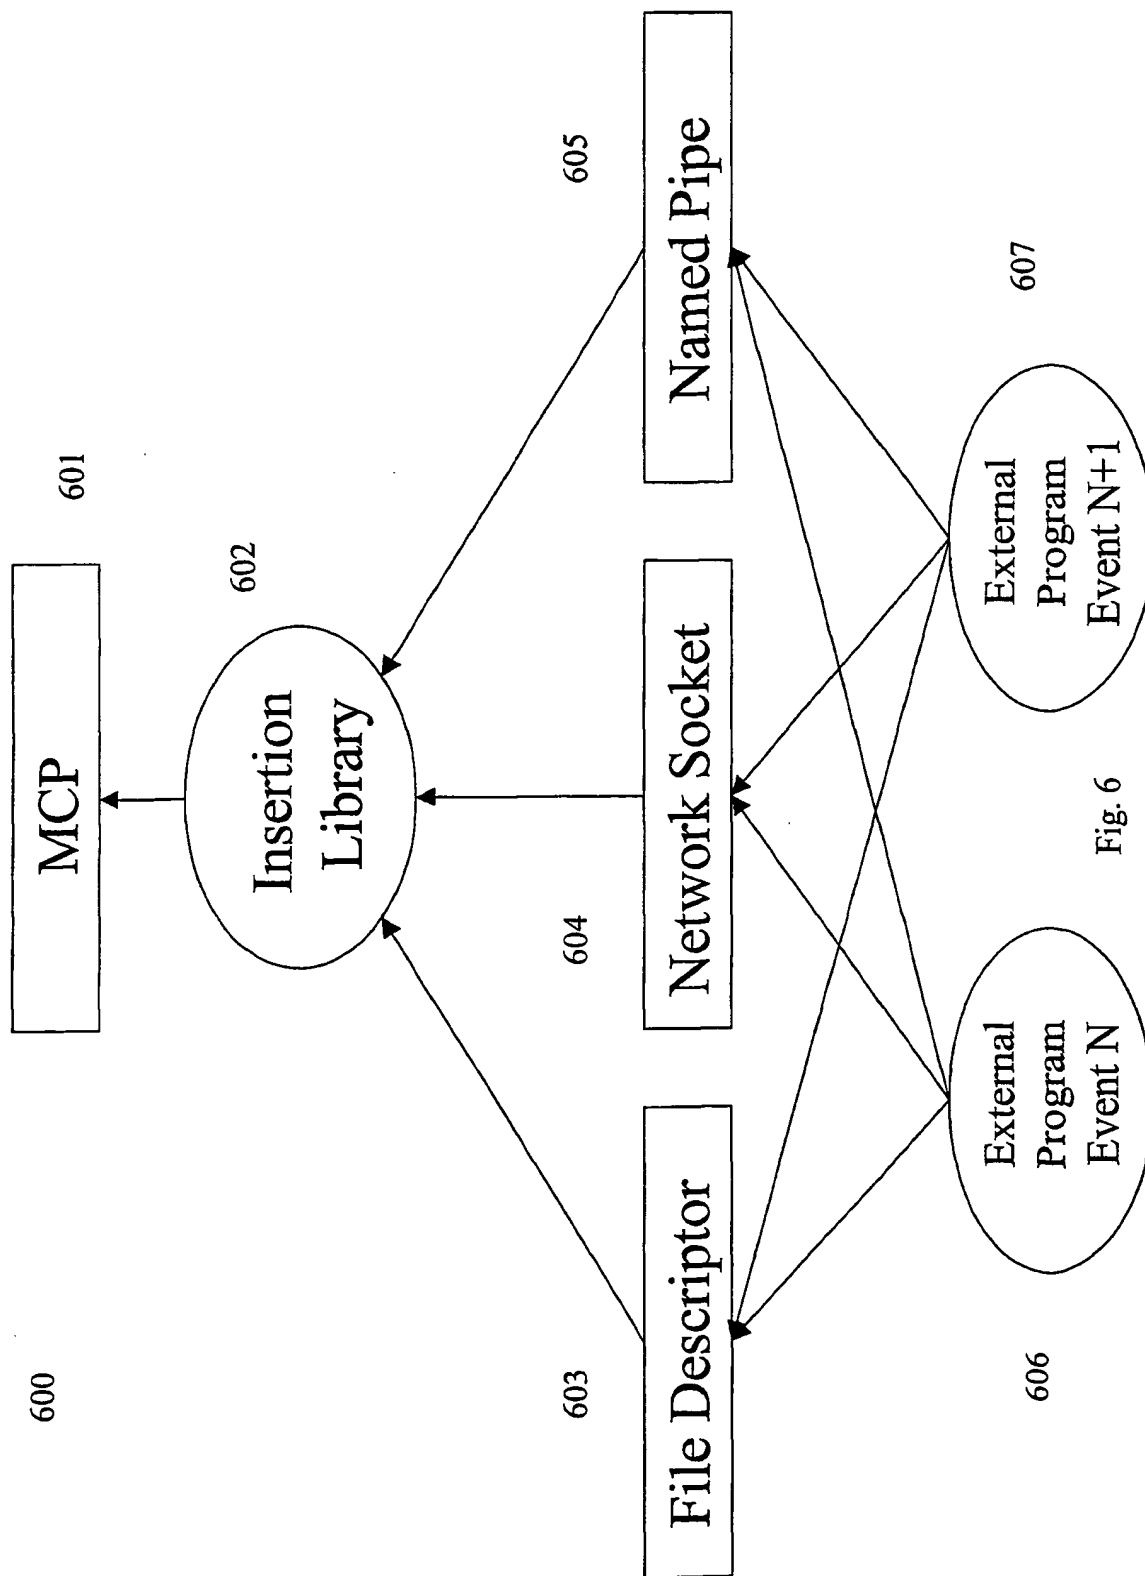 600
601
MCP
602
Insertion
Library
603
604
605
File Descriptor
Network Socket
Named Pipe
606
607
External
Program
Event N
External
Program
Event N+1
Fig. 6